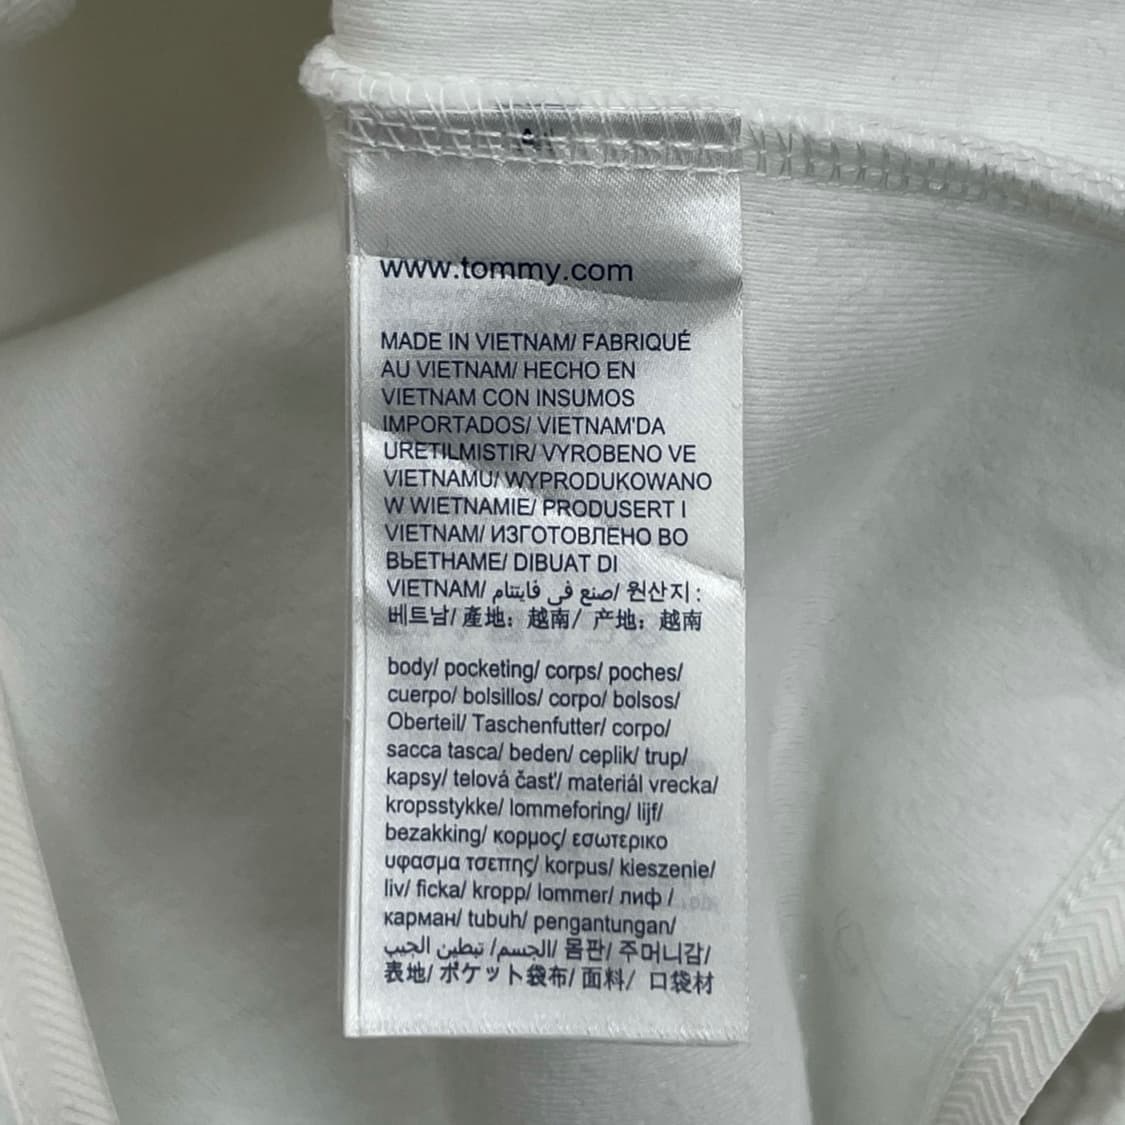 www.tommy.com
MADE IN VIETNAM/ FABRIQUÉ
AU VIETNAM/ HECHO EN
VIETNAM CON INSUMOS
IMPORTADOS/ VIETNAM'DA
URETILMISTIR/ VYROBENO VE
VIETNAMU/ WYPRODUKOWANO
W WIETNAMIE/ PRODUSERT I
VIETNAM/ ИЗГОТОВЛЕНО ВО
ВЬЕТНАМЕ/ DIBUAT DI
VIETNAM/ صنع في فايتنام/ 원산지 :
베트남/ 產地：越南/ 产地：越南
body/ pocketing/ corps/ poches/
cuerpo/ bolsillos/ corpo/ bolsos/
Oberteil/ Taschenfutter/ corpo/
sacca tasca/ beden/ ceplik/ trup/
kapsy/ telová časť/ materiál vrecka/
kropsstykke/ lommeforing/ lijf/
bezakking/ κορμος/ εσωτερικο
υφασμα τσεπης/ korpus/ kieszenie/
liv/ ficka/ kropp/ lommer/ лиф /
карман/ tubuh/ pengantungan/
الجسم/ تبطين الجيب/ 몸판/ 주머니감/
表地/ ポケット袋布/ 面料/ 口袋材